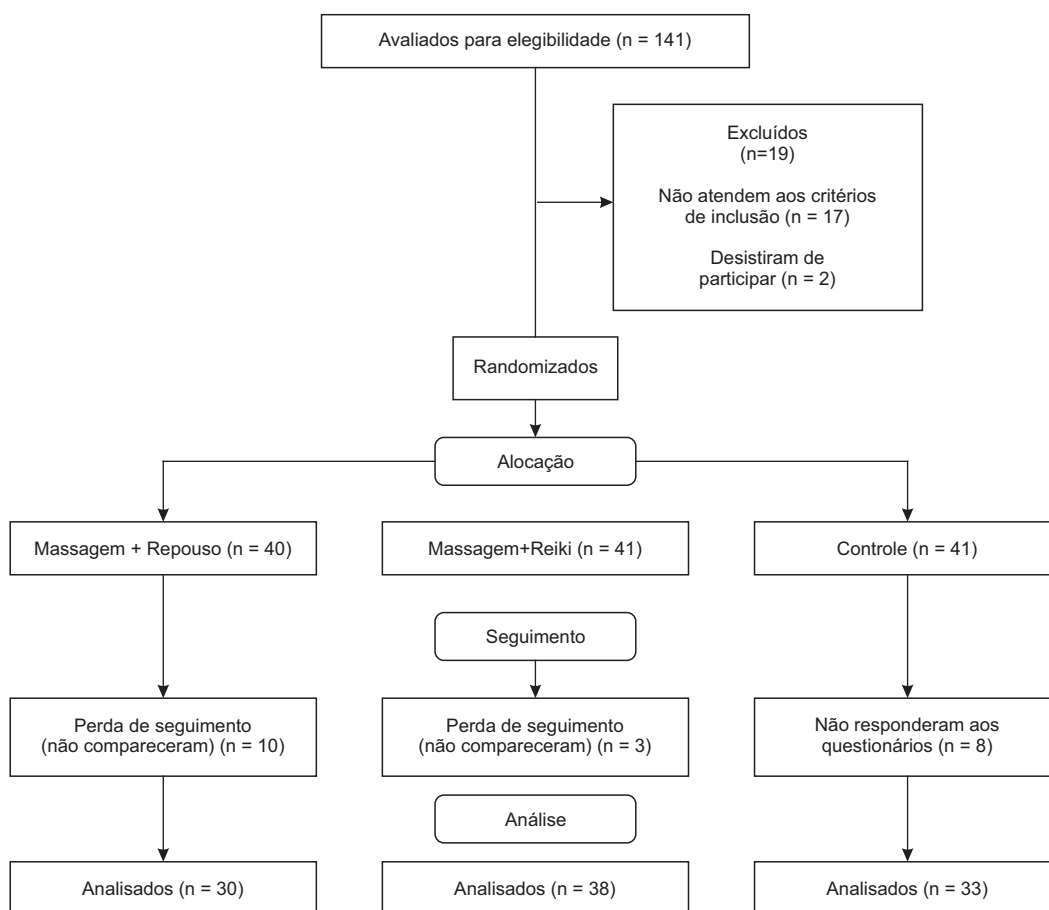 Avaliados para elegibilidade (n = 141)
Excluídos
(n=19)
Não atendem aos critérios
de inclusão (n = 17)
Desistiram de
participar (n = 2)
Randomizados
Alocação
Massagem + Repouso (n = 40)
Massagem+Reiki (n = 41)
Controle (n = 41)
Seguimento
Perda de seguimento
(não compareceram) (n = 10)
Perda de seguimento
(não compareceram) (n = 3)
Não responderam aos
questionários (n = 8)
Análise
Analisados (n = 30)
Analisados (n = 38)
Analisados (n = 33)